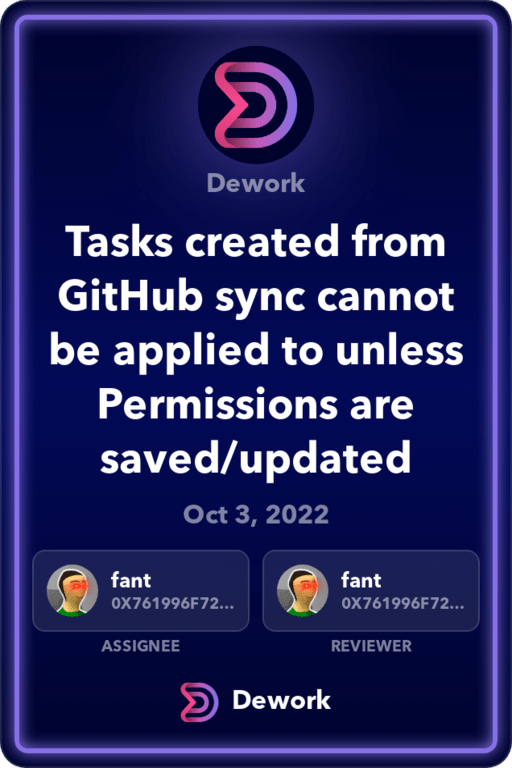 Dework
Tasks created from
GitHub sync cannot
be applied to unless
Permissions are
saved/updated
Oct 3, 2022
fant
0X761996F72...
fant
0X761996F72...
ASSIGNEE
REVIEWER
Dework